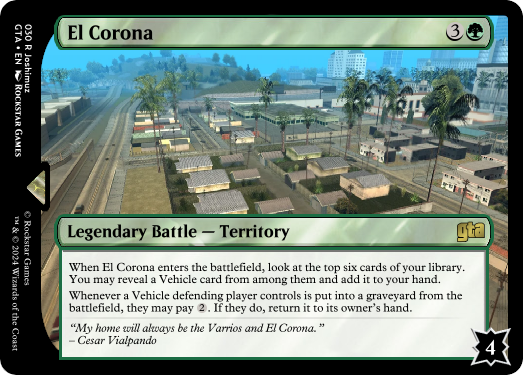 El Corona
3
Legendary Battle — Territory
gta
When El Corona enters the battlefield, look at the top six cards of your library.
You may reveal a Vehicle card from among them and add it to your hand.
Whenever a Vehicle defending player controls is put into a graveyard from the
battlefield, they may pay 2. If they do, return it to its owner's hand.
“My home will always be the Varrios and El Corona.”
– Cesar Vialpando
4
030 R Joshimuz
GTA • EN Rockstar Games
© Rockstar Games
™ & © 2024 Wizards of the Coast